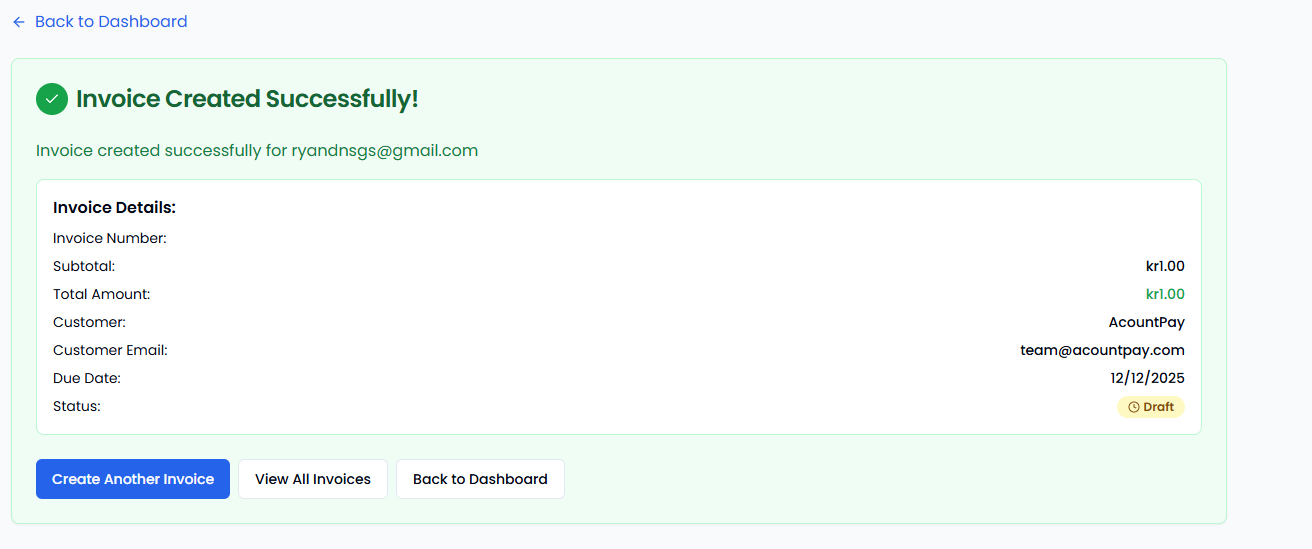 Back to Dashboard
Invoice Created Successfully!
Invoice created successfully for ryandnsgs@gmail.com
Invoice Details:
Invoice Number:
Subtotal: kr1.00
Total Amount: kr1.00
Customer: AcountPay
Customer Email: team@acountpay.com
Due Date: 12/12/2025
Status: Draft
Create Another Invoice View All Invoices Back to Dashboard